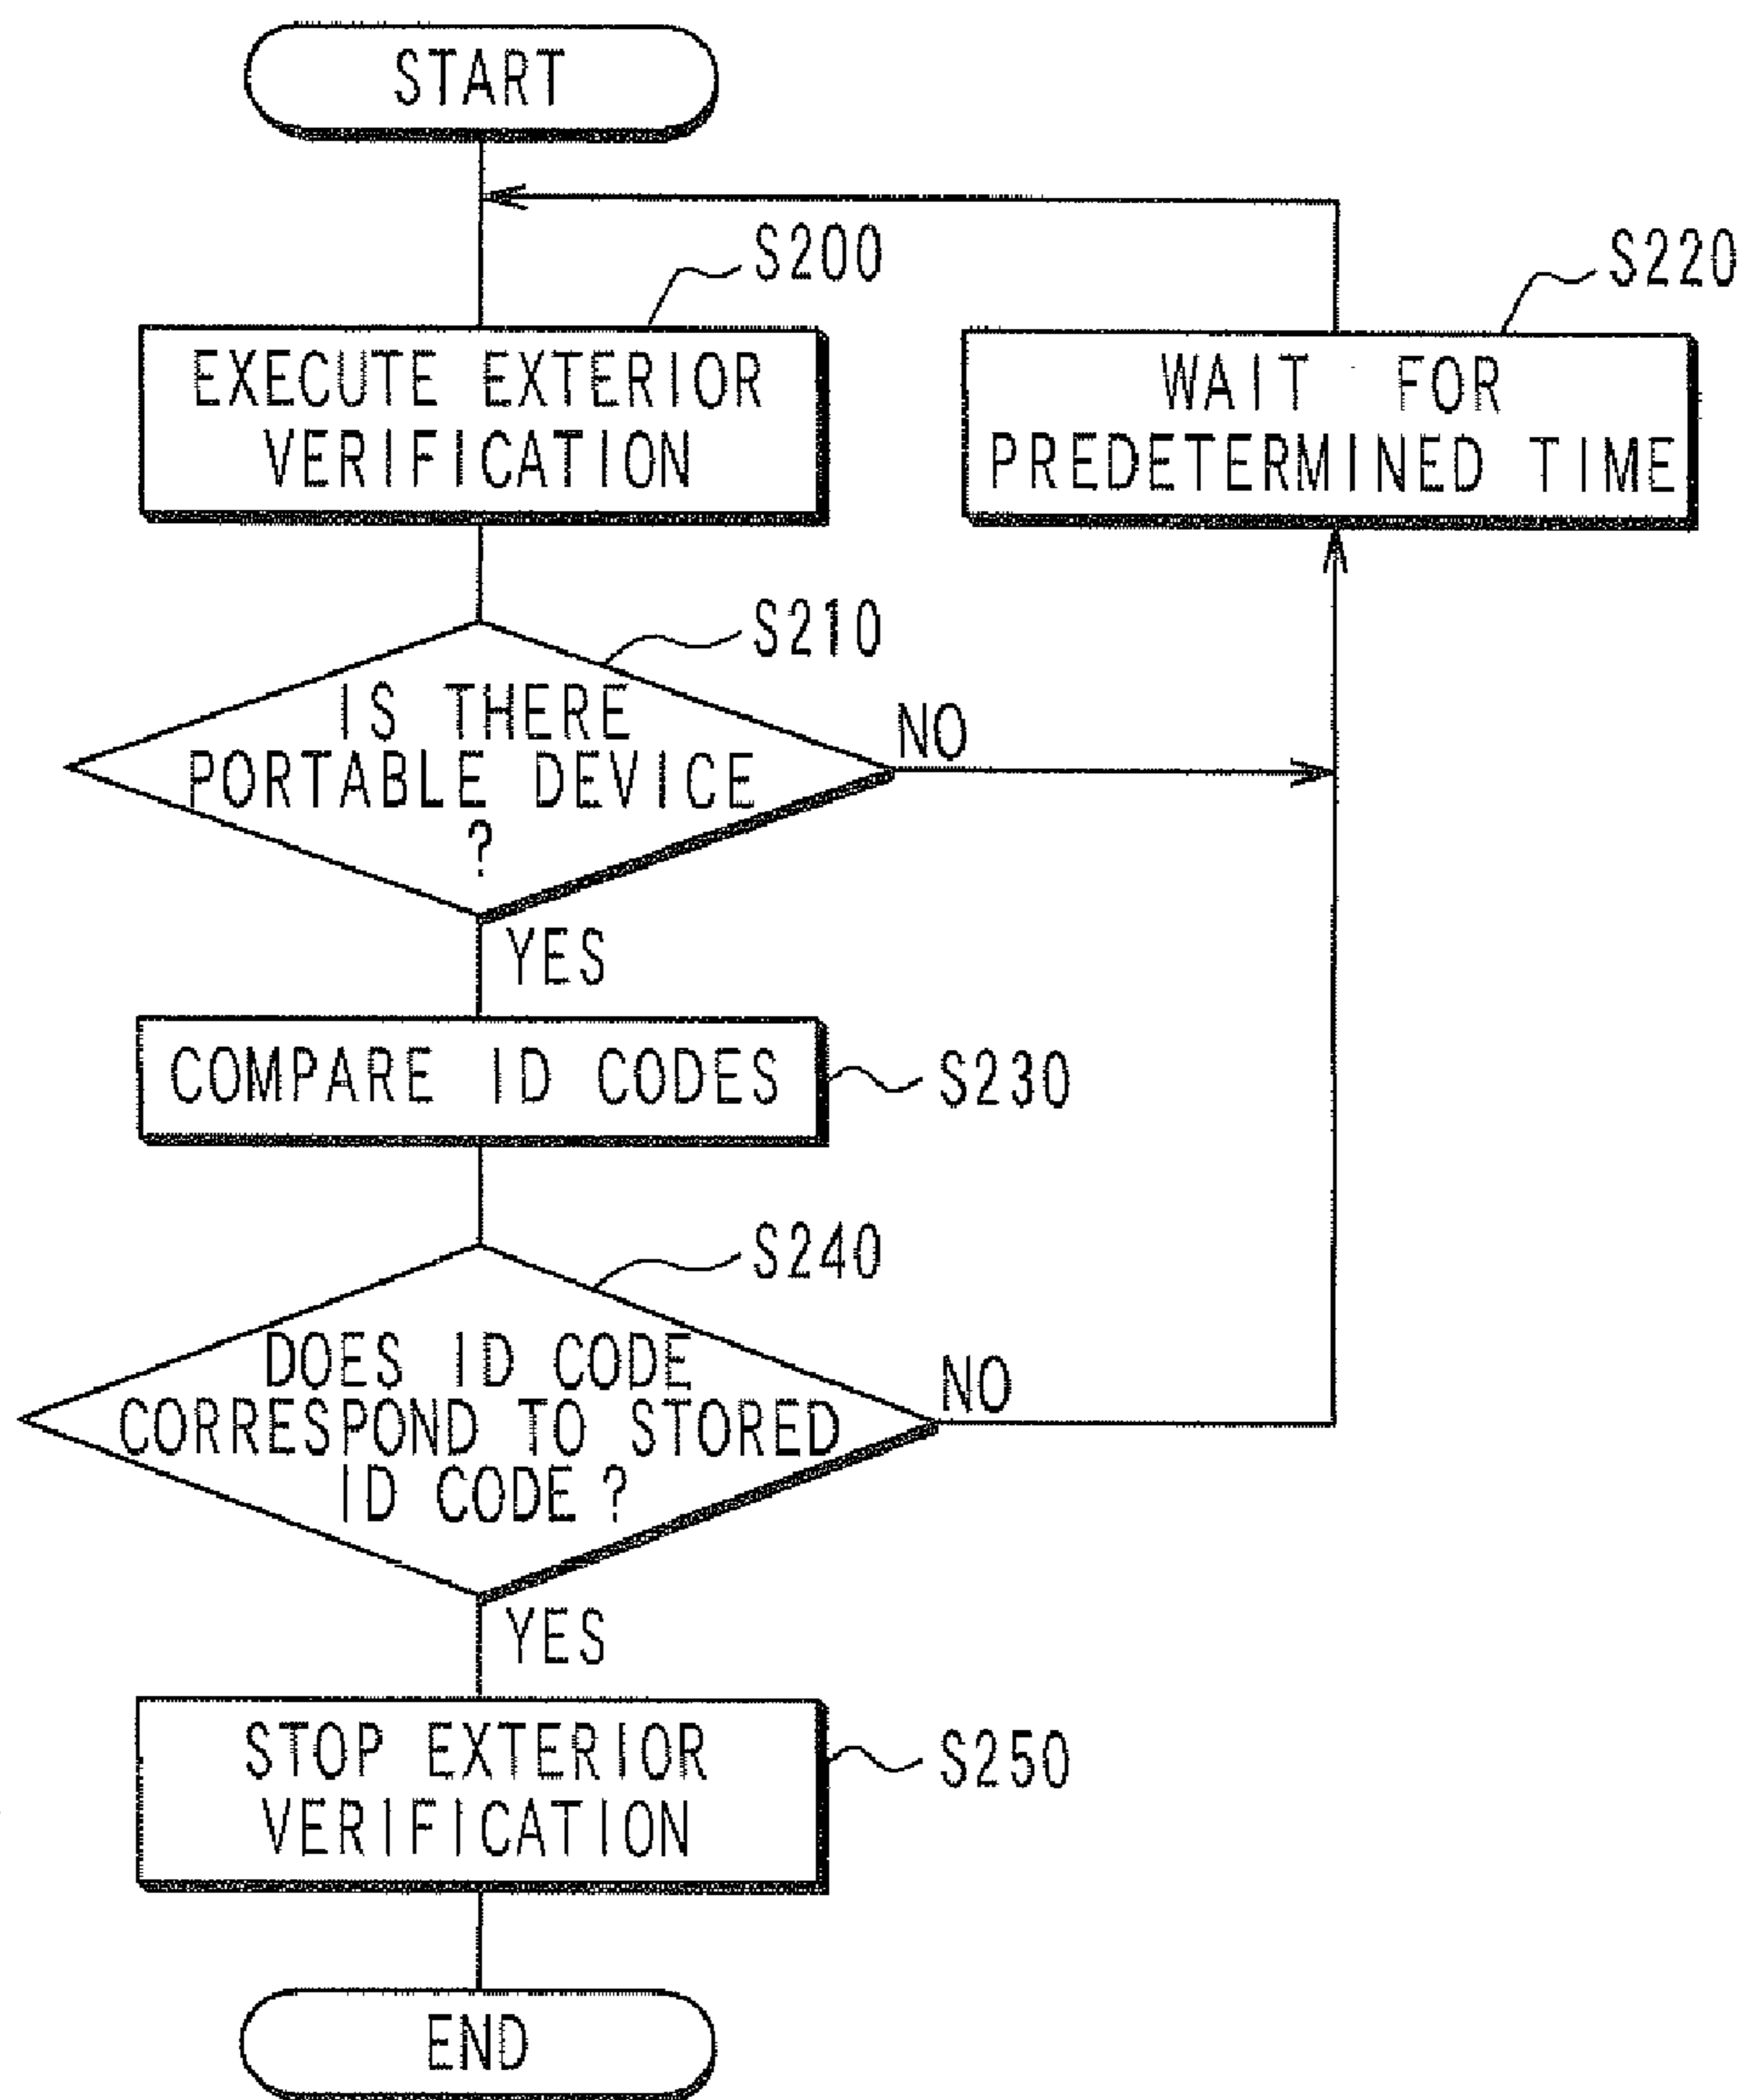 START
S200
S220
EXECUTE EXTERIOR
VERIFICATION
WAIT FOR
PREDETERMINED TIME
S210
IS THERE
PORTABLE DEVICE
?
NO
YES
COMPARE ID CODES
S230
S240
DOES ID CODE
CORRESPOND TO STORED
ID CODE?
NO
YES
STOP EXTERIOR
VERIFICATION
S250
END